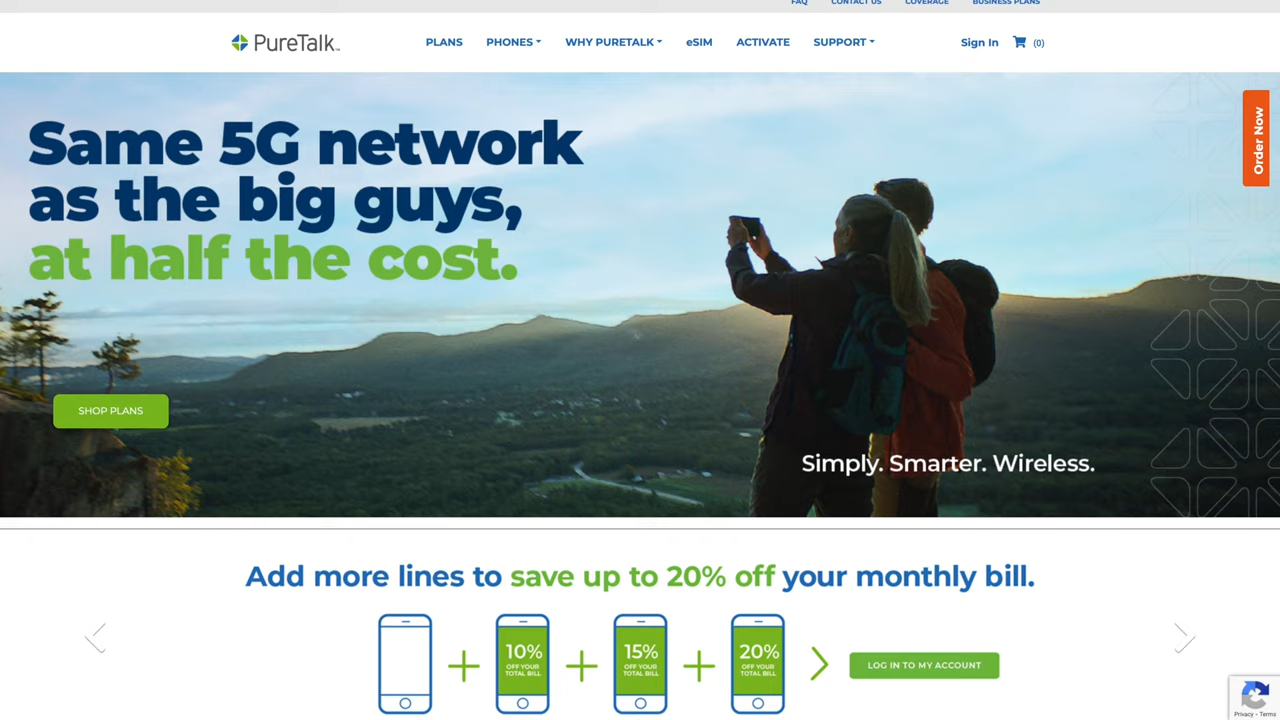 FAQ CONTACT US COVERAGE BUSINESS PLANS
PureTalk
PLANS PHONES WHY PURETALK eSIM ACTIVATE SUPPORT Sign In (0)
Order Now
Same 5G network
as the big guys,
at half the cost.
SHOP PLANS
Simply. Smarter. Wireless.
Add more lines to save up to 20% off your monthly bill.
10%
OFF YOUR
TOTAL BILL
15%
OFF YOUR
TOTAL BILL
20%
OFF YOUR
TOTAL BILL
LOG IN TO MY ACCOUNT
Privacy - Terms